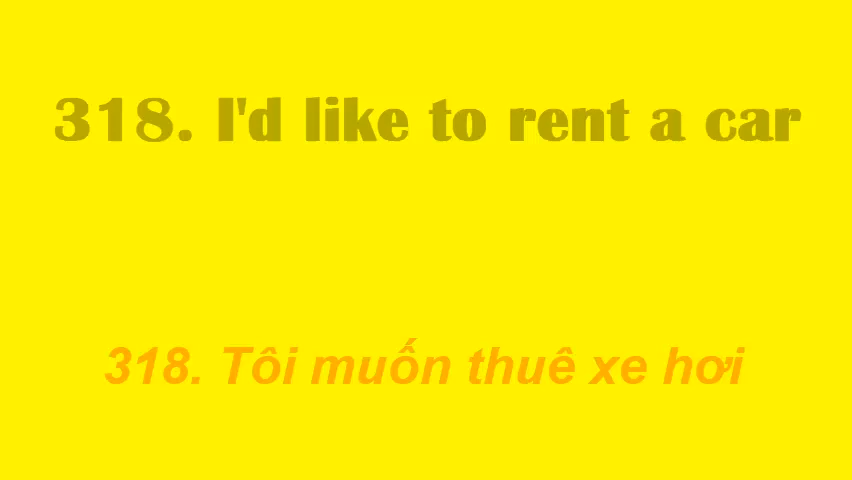 318. I'd like to rent a car
318. Tôi muốn thuê xe hơi